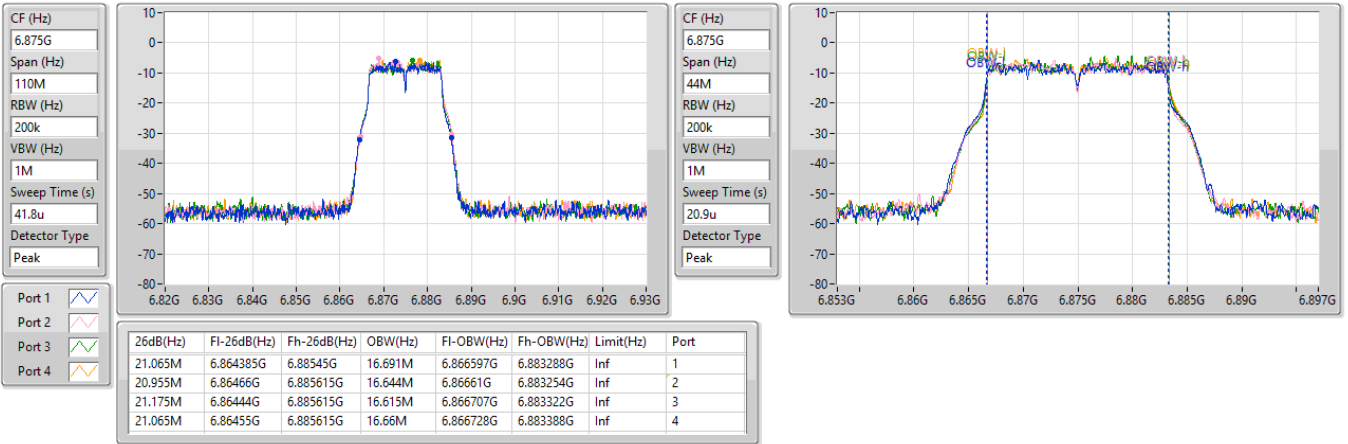 CF (Hz)
6.875G
Span (Hz)
110M
RBW (Hz)
200k
VBW (Hz)
1M
Sweep Time (s)
41.8u
Detector Type
Peak
10-
0-
-10-
-20-
-30-
-40-
-50-
-60-
-70-
-80-
6.82G 6.83G 6.84G 6.85G 6.86G 6.87G 6.88G 6.89G 6.9G 6.91G 6.92G 6.93G
CF (Hz)
6.875G
Span (Hz)
44M
RBW (Hz)
200k
VBW (Hz)
1M
Sweep Time (s)
20.9u
Detector Type
Peak
10-
0-
-10-
-20-
-30-
-40-
-50-
-60-
-70-
-80-
6.853G 6.86G 6.865G 6.87G 6.875G 6.88G 6.885G 6.89G 6.897G
Port 1
Port 2
Port 3
Port 4
26dB(Hz) Fl-26dB(Hz) Fh-26dB(Hz) OBW(Hz) Fl-OBW(Hz) Fh-OBW(Hz) Limit(Hz) Port
21.065M 6.864385G 6.88545G 16.691M 6.866597G 6.883288G Inf 1
20.955M 6.86466G 6.885615G 16.644M 6.86661G 6.883254G Inf 2
21.175M 6.86444G 6.885615G 16.615M 6.866707G 6.883322G Inf 3
21.065M 6.86455G 6.885615G 16.66M 6.866728G 6.883388G Inf 4